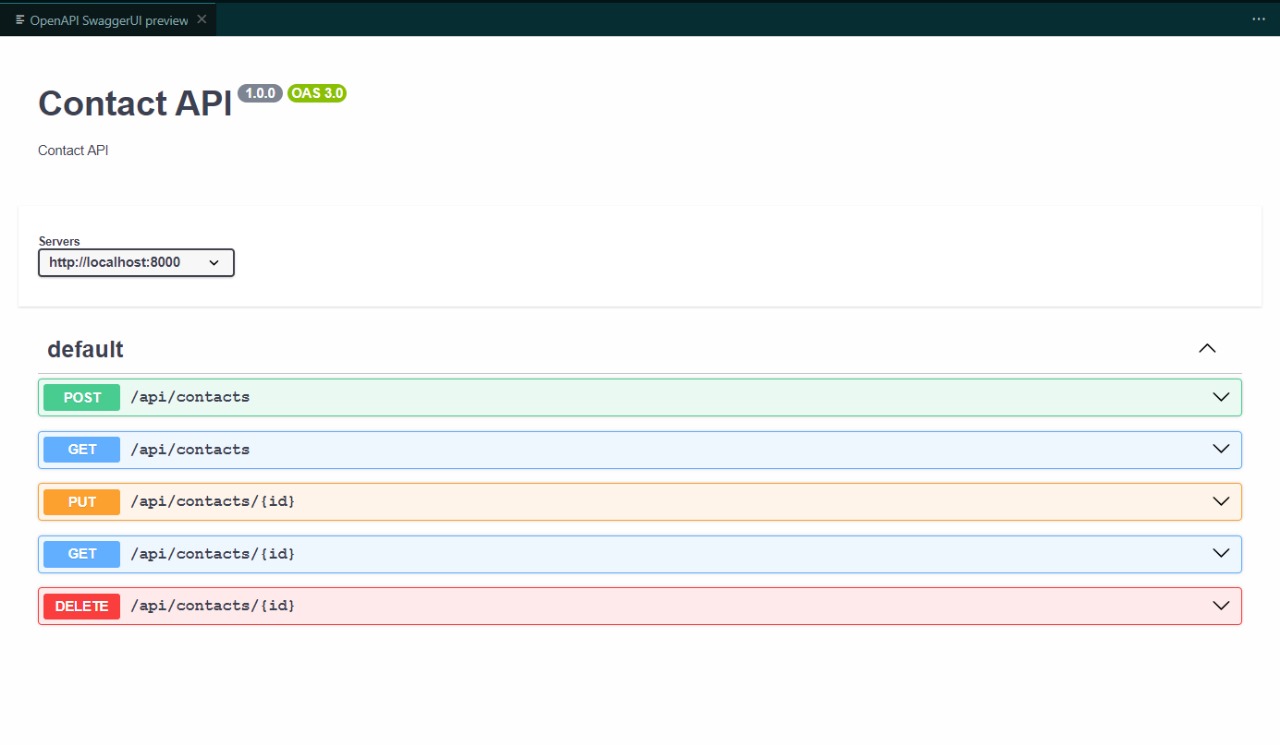 OpenAPI SwaggerUI preview
Contact API 1.0.0 OAS 3.0
Contact API
Servers
http://localhost:8000
default
POST /api/contacts
GET /api/contacts
PUT /api/contacts/{id}
GET /api/contacts/{id}
DELETE /api/contacts/{id}